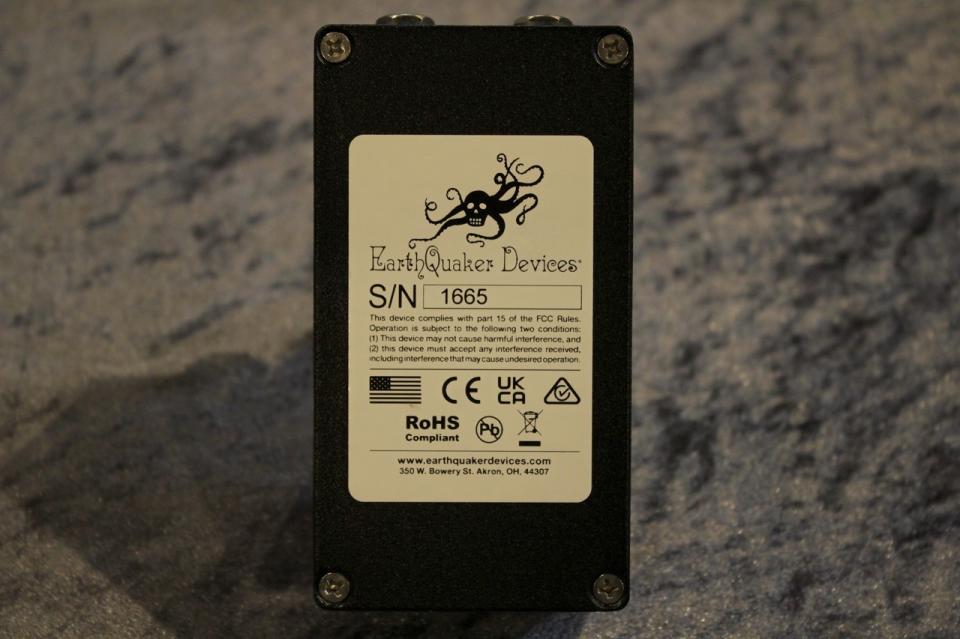 EarthQuaker Devices®
S/N 1665
This device complies with part 15 of the FCC Rules.
Operation is subject to the following two conditions:
(1) This device may not cause harmful interference, and
(2) this device must accept any interference received,
including interference that may cause undesired operation.
CE UK
CA
RoHS
Compliant
Pb
www.earthquakerdevices.com
350 W. Bowery St. Akron, OH, 44307